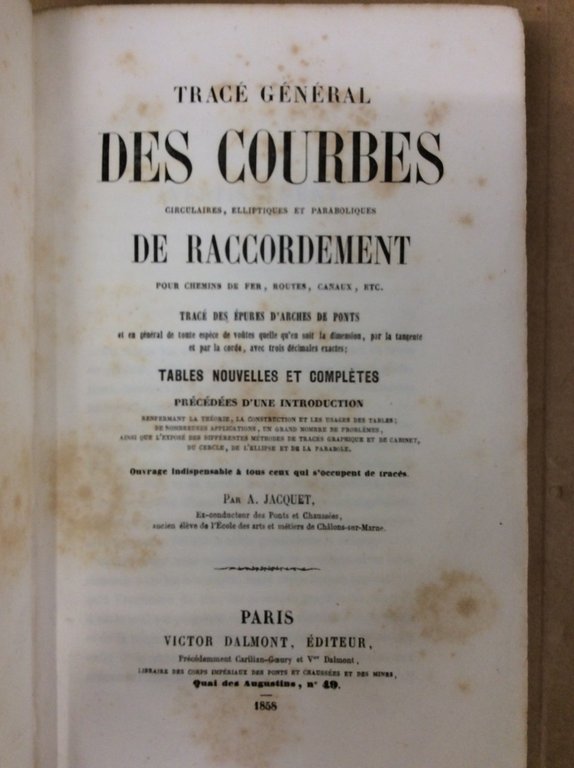 TRACÉ GÉNÉRAL
DES COURBES
CIRCULAIRES, ELLIPTIQUES ET PARABOLIQUES
DE RACCORDEMENT
POUR CHEMINS DE FER, ROUTES, CANAUX, ETC.
TRACÉ DES ÉPURES D'ARCHES DE PONTS
et en général de toute espèce de voûtes quelle qu'en soit la dimension, par la tangente
et par la corde, avec trois décimales exactes;
TABLES NOUVELLES ET COMPLÈTES
PRÉCÉDÉES D'UNE INTRODUCTION
RENFERMANT LA THÉORIE, LA CONSTRUCTION ET LES USAGES DES TABLES;
DE NOMBREUSES APPLICATIONS, UN GRAND NOMBRE DE PROBLÈMES,
AINSI QUE L'EXPOSÉ DES DIFFÉRENTES MÉTHODES DE TRACÉS GRAPHIQUE ET DE CABINET,
DU CERCLE, DE L'ELLIPSE ET DE LA PARABOLE.
Ouvrage indispensable à tous ceux qui s'occupent de tracés.
PAR A. JACQUET,
Ex-conducteur des Ponts et Chaussées,
ancien élève de l'École des arts et métiers de Châlons-sur-Marne.
PARIS
VICTOR DALMONT, ÉDITEUR,
Précédemment Carilian-Gœury et Vor Dalmont,
LIBRAIRE DES CORPS IMPÉRIAUX DES PONTS ET CHAUSSÉES ET DES MINES,
Quai des Augustins, n° 49.
1858